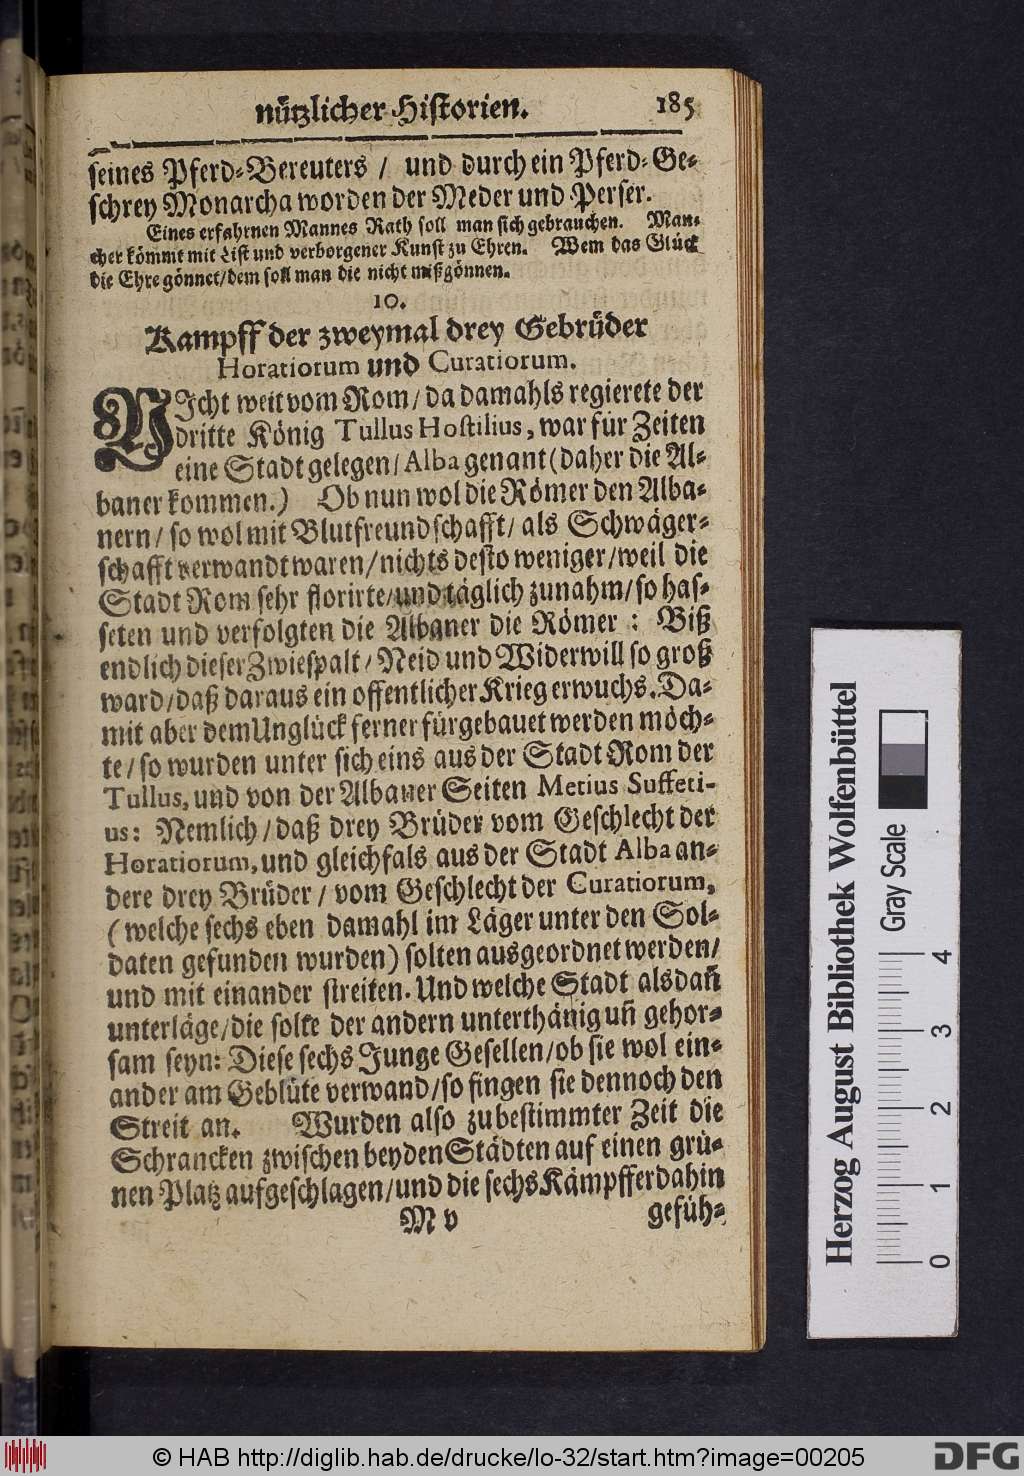 nützlicher Historien. 185
seines Pferd-Bereuters / und durch ein Pferd-Ge-
schrey Monarcha worden der Meder und Perser.
Eines erfahrnen Mannes Rath soll man sich gebrauchen. Man-
cher kömmt mit List und verborgener Kunst zu Ehren. Wem das Glück
die Ehre gönnet/dem soll man die nicht mißgönnen.
10.
Kampff der zweymal drey Gebrüder
Horatiorum und Curatiorum.
NIcht weit vom Rom/ da damahls regierete der
dritte König Tullus Hostilius, war für Zeiten
eine Stadt gelegen/ Alba genant (daher die Al-
baner kommen.) Ob nun wol die Römer den Alba-
nern/ so wol mit Blutfreundschafft/ als Schwäger-
schafft verwandt waren/nichts desto weniger/weil die
Stadt Rom sehr florirte/und täglich zunahm/so has-
seten und verfolgten die Albaner die Römer : Biß
endlich dieser Zwiespalt/ Neid und Widerwill so groß
ward/daß daraus ein offentlicher Krieg erwuchs. Da-
mit aber dem Unglück ferner fürgebauet werden möch-
te/so wurden unter sich eins aus der Stadt Rom der
Tullus, und von der Albaner Seiten Metius Suffeti-
us: Nemlich/daß drey Brüder vom Geschlecht der
Horatiorum, und gleichfals aus der Stadt Alba an-
dere drey Brüder/ vom Geschlecht der Curatiorum,
(welche sechs eben damahl im Läger unter den Sol-
daten gefunden wurden) solten ausgeordnet werden/
und mit einander streiten. Und welche Stadt alsdañ
unterläge/die solte der andern unterthänig uñ gehor-
sam seyn: Diese sechs Junge Gesellen/ob sie wol ein-
ander am Geblüte verwand/so fingen sie dennoch den
Streit an. Wurden also zu bestimmter Zeit die
Schrancken zwischen beyden Städten auf einen grü-
nen Platz aufgeschlagen/und die sechs Kämpffer dahin
M v gefüh-
Herzog August Bibliothek Wolfenbüttel
Gray Scale
0 1 2 3 4
© HAB http://diglib.hab.de/drucke/lo-32/start.htm?image=00205
DFG